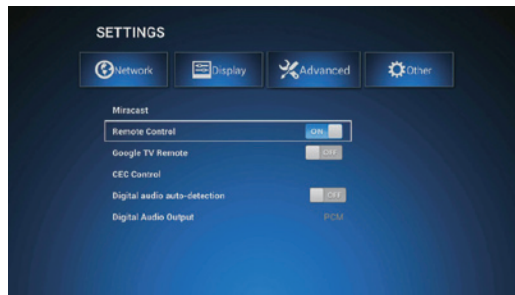 SETTINGS
Network Display Advanced Other
Miracast
Remote Control ON
Google TV Remote OFF
CEC Control
Digital audio auto-detection OFF
Digital Audio Output PCM